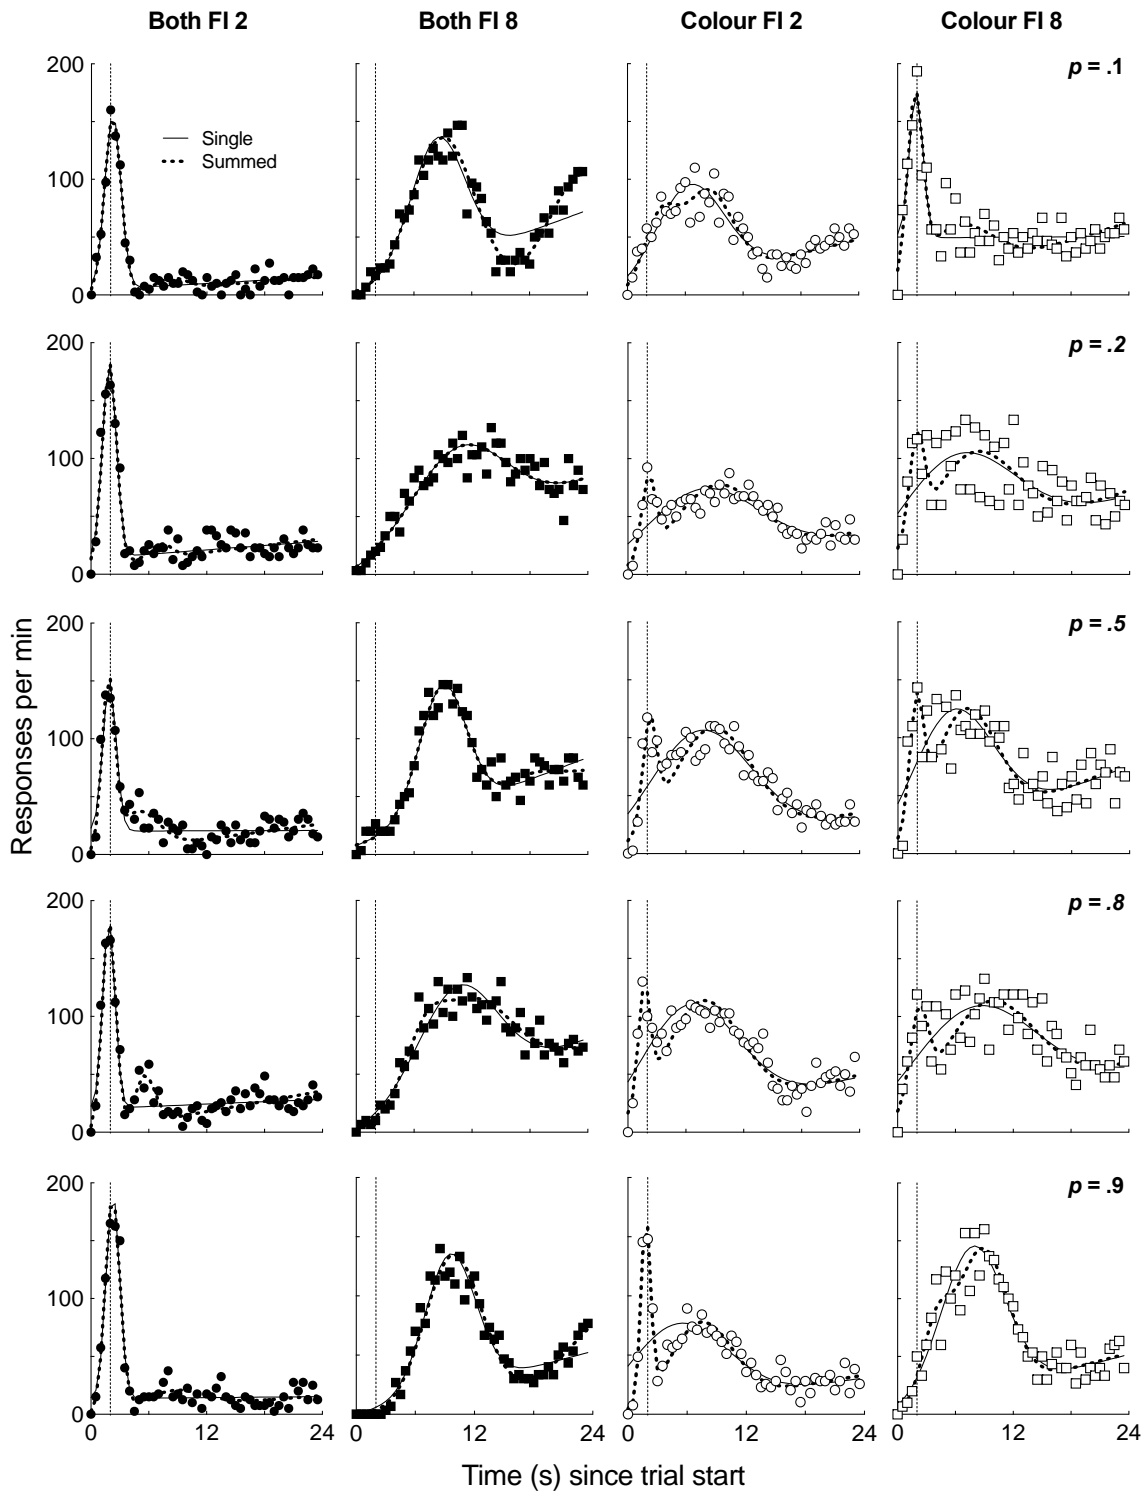 Both FI 2 Both FI 8 Colour FI 2 Colour FI 8
200 p = .1
Single
Summed
100
0
200 p = .2
100
0
200 p = .5
100
0
200 p = .8
100
0
200 p = .9
100
0
Responses per min
0 12 24 0 12 24 0 12 24 0 12 24
Time (s) since trial start